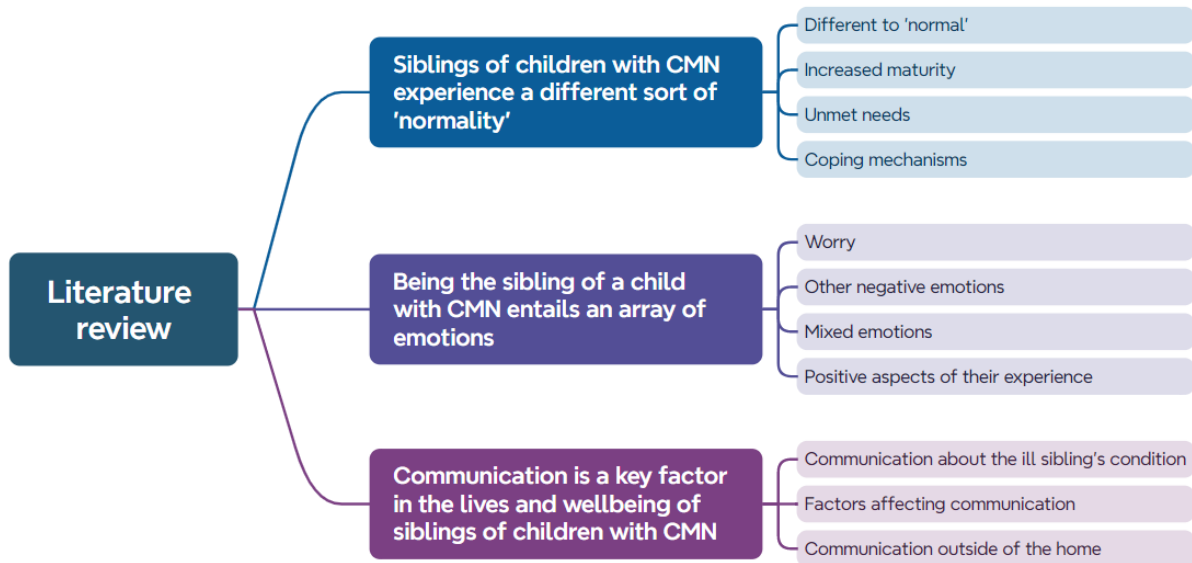 Literature
review
Siblings of children with CMN
experience a different sort of
'normality'
Different to 'normal'
Increased maturity
Unmet needs
Coping mechanisms
Being the sibling of a child
with CMN entails an array of
emotions
Worry
Other negative emotions
Mixed emotions
Positive aspects of their experience
Communication is a key factor
in the lives and wellbeing of
siblings of children with CMN
Communication about the ill sibling's condition
Factors affecting communication
Communication outside of the home